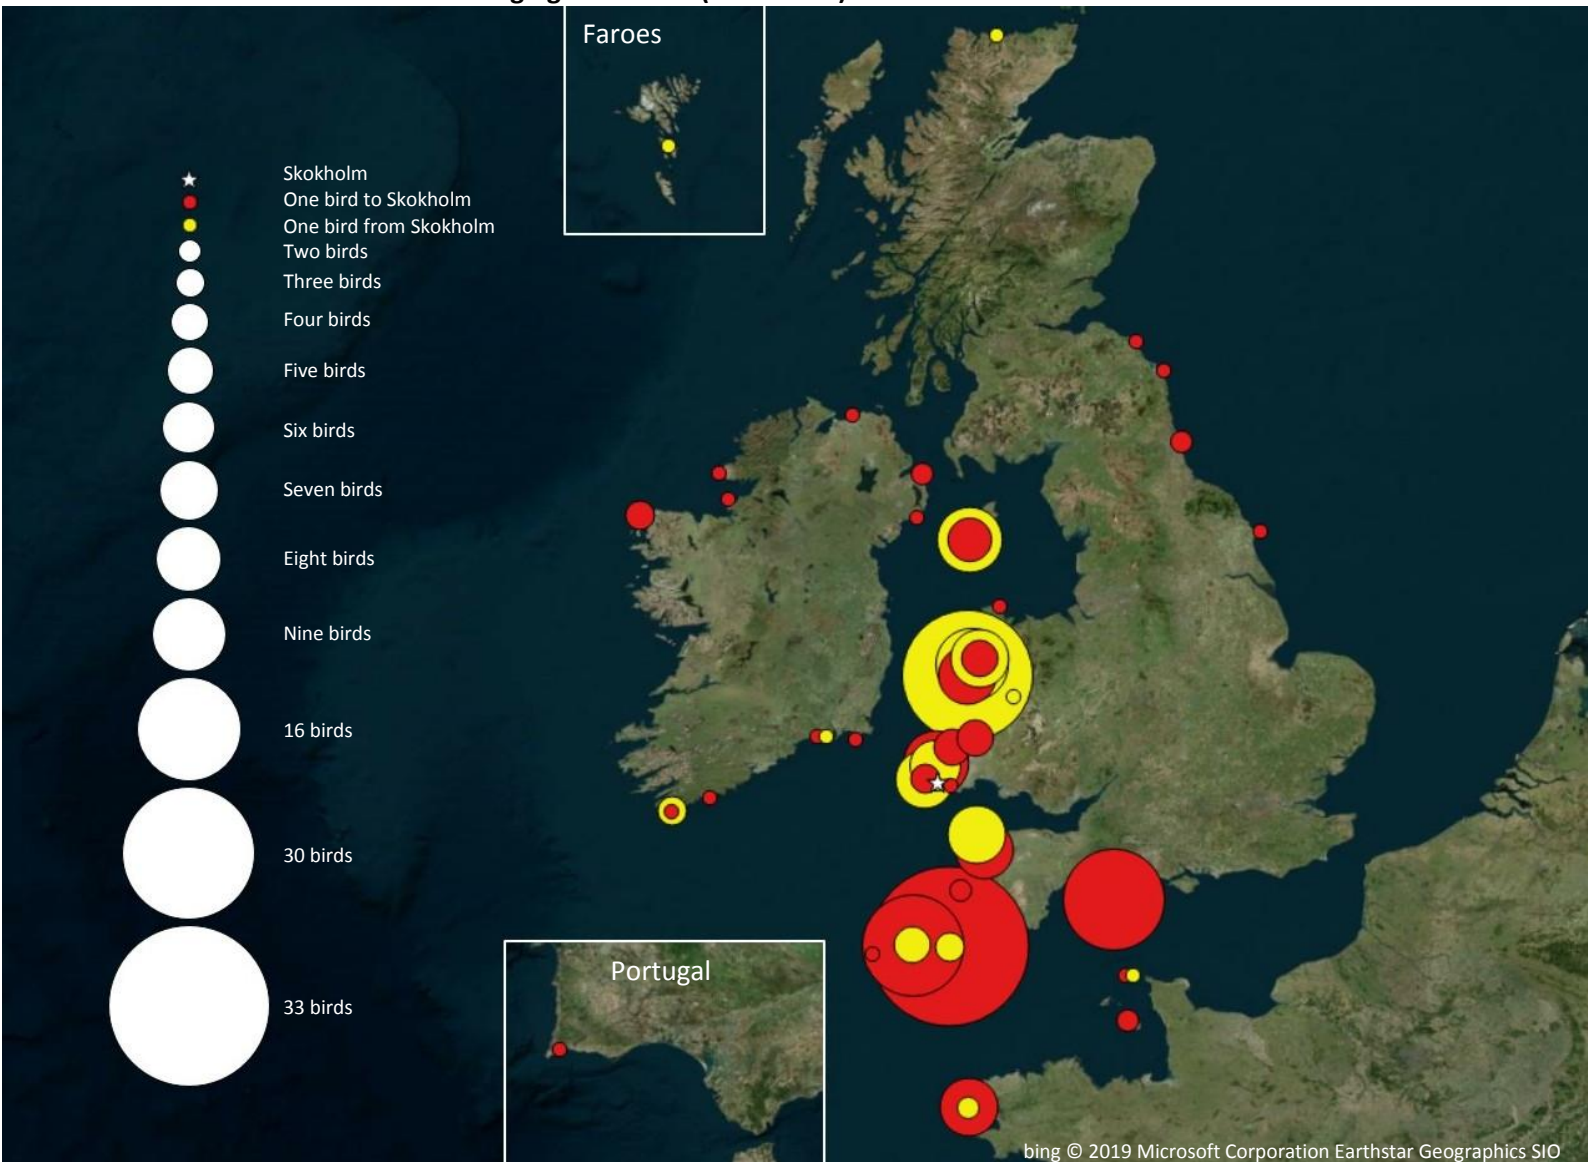 Faroes
Skokholm
One bird to Skokholm
One bird from Skokholm
Two birds
Three birds
Four birds
Five birds
Six birds
Seven birds
Eight birds
Nine birds
16 birds
30 birds
33 birds
Portugal
bing © 2019 Microsoft Corporation Earthstar Geographics SIO